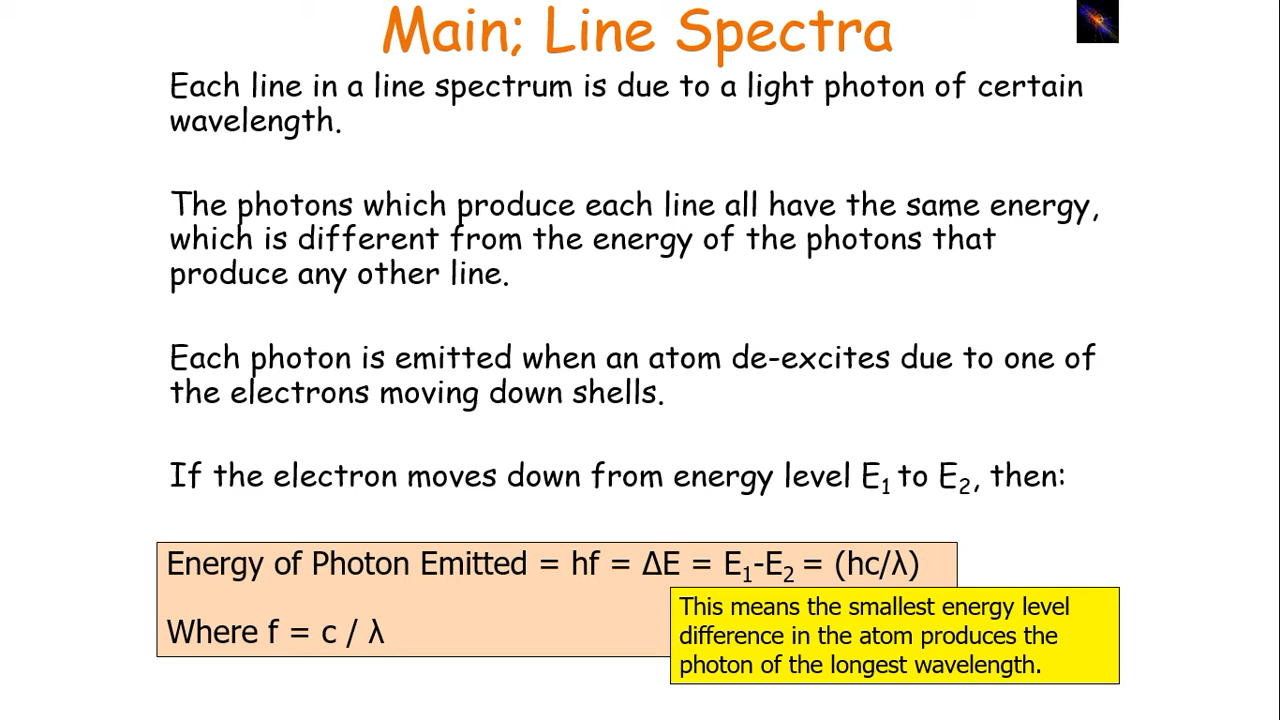 Main; Line Spectra
Each line in a line spectrum is due to a light photon of certain
wavelength.
The photons which produce each line all have the same energy,
which is different from the energy of the photons that
produce any other line.
Each photon is emitted when an atom de-excites due to one of
the electrons moving down shells.
If the electron moves down from energy level E₁ to E₂, then:
Energy of Photon Emitted = hf = ΔE = E₁-E₂ = (hc/λ)
Where f = c / λ
This means the smallest energy level
difference in the atom produces the
photon of the longest wavelength.